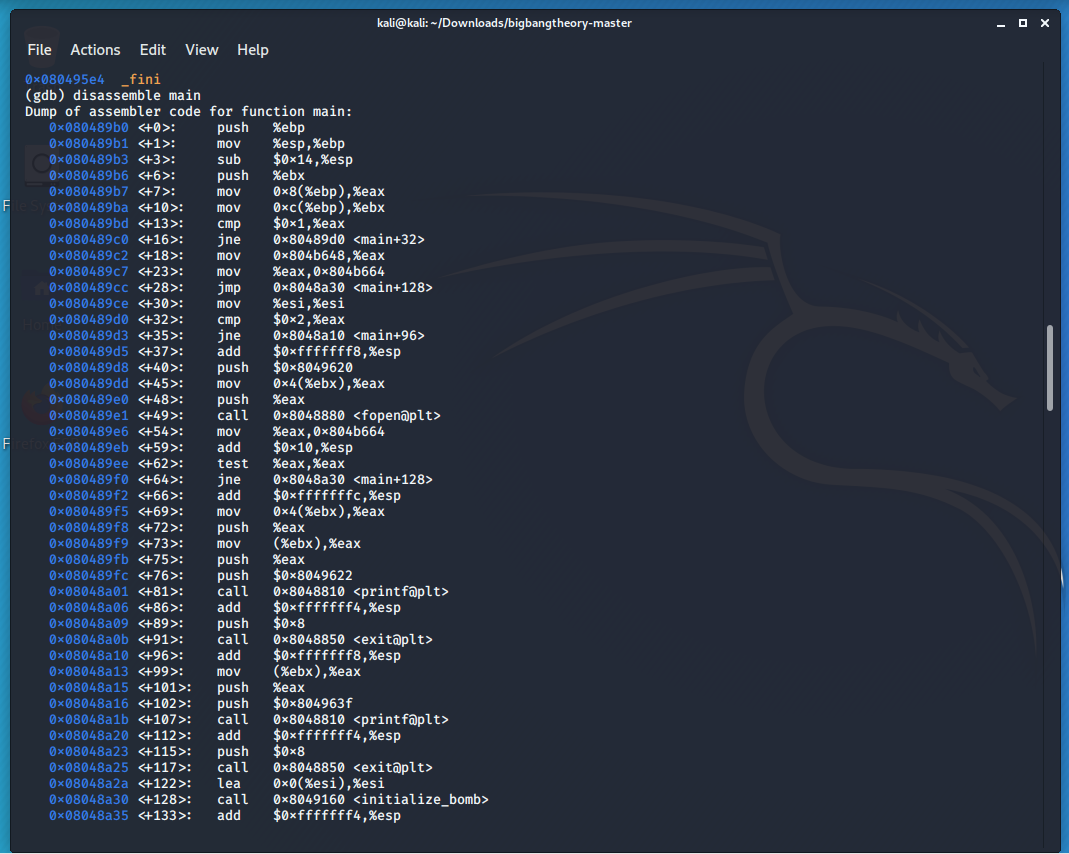 kali@kali: ~/Downloads/bigbangtheory-master
File Actions Edit View Help
0×080495e4 _fini
(gdb) disassemble main
Dump of assembler code for function main:
0×080489b0 <+0>: push %ebp
0×080489b1 <+1>: mov %esp,%ebp
0×080489b3 <+3>: sub $0×14,%esp
0×080489b6 <+6>: push %ebx
0×080489b7 <+7>: mov 0×8(%ebp),%eax
0×080489ba <+10>: mov 0×c(%ebp),%ebx
0×080489bd <+13>: cmp $0×1,%eax
0×080489c0 <+16>: jne 0×80489d0 <main+32>
0×080489c2 <+18>: mov 0×804b648,%eax
0×080489c7 <+23>: mov %eax,0×804b664
0×080489cc <+28>: jmp 0×8048a30 <main+128>
0×080489ce <+30>: mov %esi,%esi
0×080489d0 <+32>: cmp $0×2,%eax
0×080489d3 <+35>: jne 0×8048a10 <main+96>
0×080489d5 <+37>: add $0×fffffff8,%esp
0×080489d8 <+40>: push $0×8049620
0×080489dd <+45>: mov 0×4(%ebx),%eax
0×080489e0 <+48>: push %eax
0×080489e1 <+49>: call 0×8048880 <fopen@plt>
0×080489e6 <+54>: mov %eax,0×804b664
0×080489eb <+59>: add $0×10,%esp
0×080489ee <+62>: test %eax,%eax
0×080489f0 <+64>: jne 0×8048a30 <main+128>
0×080489f2 <+66>: add $0×fffffffc,%esp
0×080489f5 <+69>: mov 0×4(%ebx),%eax
0×080489f8 <+72>: push %eax
0×080489f9 <+73>: mov (%ebx),%eax
0×080489fb <+75>: push %eax
0×080489fc <+76>: push $0×8049622
0×08048a01 <+81>: call 0×8048810 <printf@plt>
0×08048a06 <+86>: add $0×fffffff4,%esp
0×08048a09 <+89>: push $0×8
0×08048a0b <+91>: call 0×8048850 <exit@plt>
0×08048a10 <+96>: add $0×fffffff8,%esp
0×08048a13 <+99>: mov (%ebx),%eax
0×08048a15 <+101>: push %eax
0×08048a16 <+102>: push $0×804963f
0×08048a1b <+107>: call 0×8048810 <printf@plt>
0×08048a20 <+112>: add $0×fffffff4,%esp
0×08048a23 <+115>: push $0×8
0×08048a25 <+117>: call 0×8048850 <exit@plt>
0×08048a2a <+122>: lea 0×0(%esi),%esi
0×08048a30 <+128>: call 0×8049160 <initialize_bomb>
0×08048a35 <+133>: add $0×fffffff4,%esp